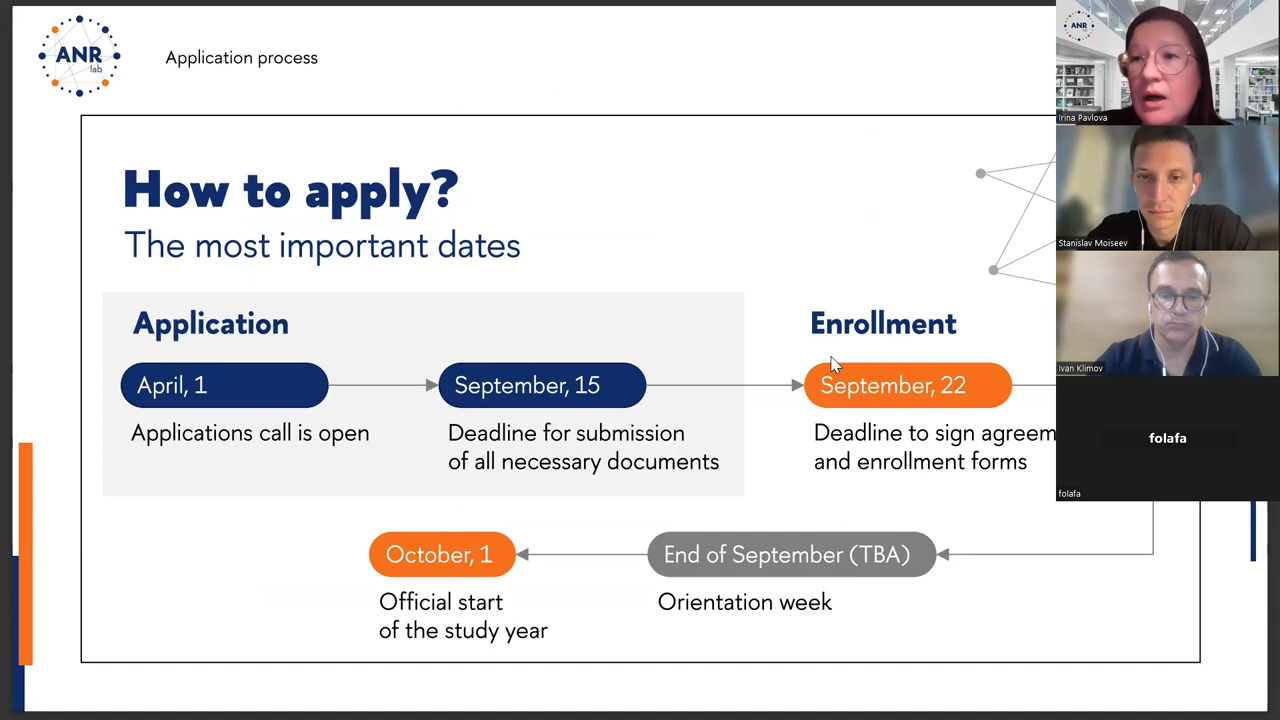 ANR
lab
Application process
How to apply?
The most important dates
Application
Enrollment
April, 1
September, 15
September, 22
Applications call is open
Deadline for submission
of all necessary documents
Deadline to sign agreem
and enrollment forms
October, 1
End of September (TBA)
Official start
of the study year
Orientation week
ANR
Irina Pavlova
Stanislav Moiseev
Ivan Klimov
folafa
folafa